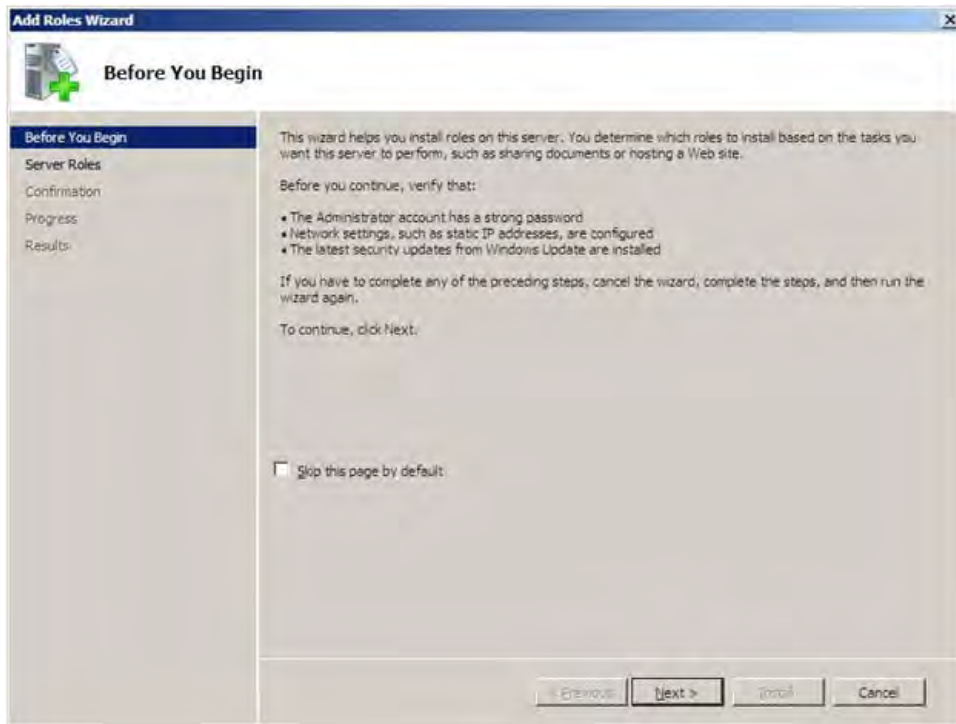 Add Roles Wizard
Before You Begin
Before You Begin
Server Roles
Confirmation
Progress
Results
This wizard helps you install roles on this server. You determine which roles to install based on the tasks you
want this server to perform, such as sharing documents or hosting a Web site.
Before you continue, verify that:
• The Administrator account has a strong password
• Network settings, such as static IP addresses, are configured
• The latest security updates from Windows Update are installed
If you have to complete any of the preceding steps, cancel the wizard, complete the steps, and then run the
wizard again.
To continue, click Next.
Skip this page by default
< Previous
Next >
Install
Cancel